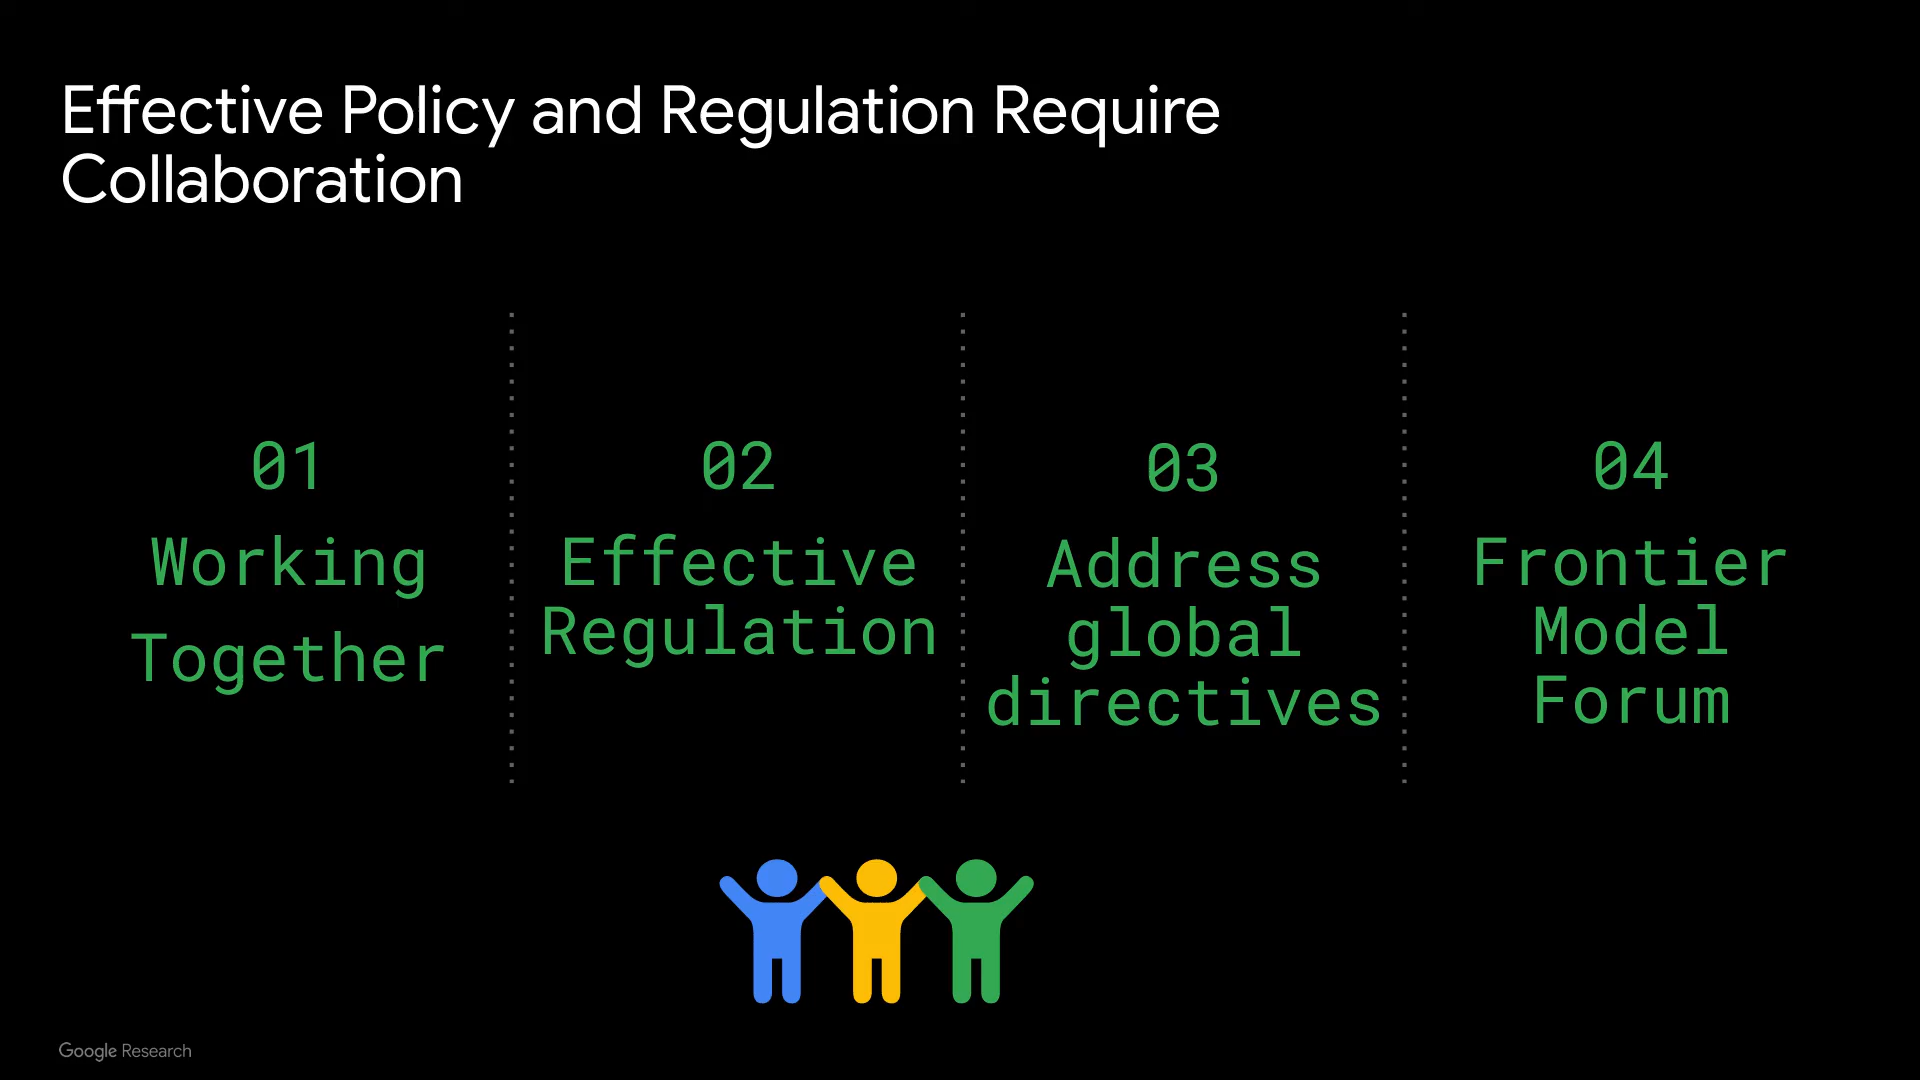 Effective Policy and Regulation Require
Collaboration
01
Working
Together
02
Effective
Regulation
03
Address
global
directives
04
Frontier
Model
Forum
Google Research